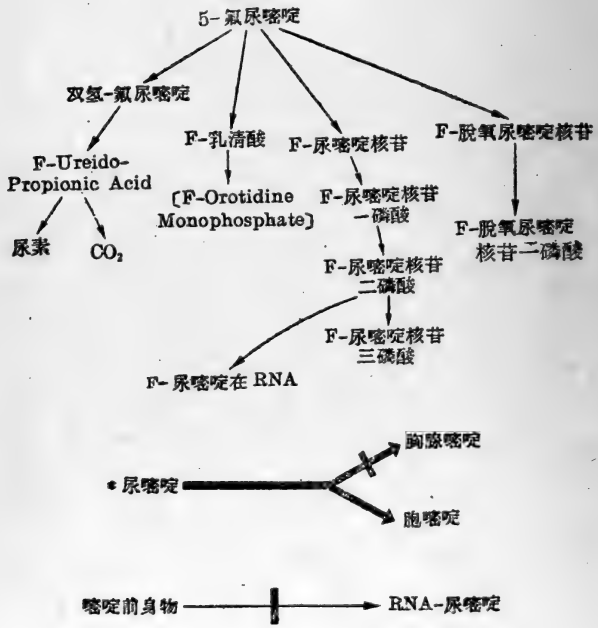 5-氟尿嘧啶
双氢-氟尿嘧啶
F-乳清酸
F-尿嘧啶核苷
F-脱氧尿嘧啶核苷
F-Ureido-
Propionic Acid
[F-Orotidine
Monophosphate]
F-尿嘧啶核苷
一磷酸
F-脱氧尿嘧啶
核苷二磷酸
尿素
CO₂
F-尿嘧啶核苷
二磷酸
F-尿嘧啶核苷
三磷酸
F-尿嘧啶在 RNA
胸腺嘧啶
* 尿嘧啶
胞嘧啶
嘧啶前身物
RNA-尿嘧啶